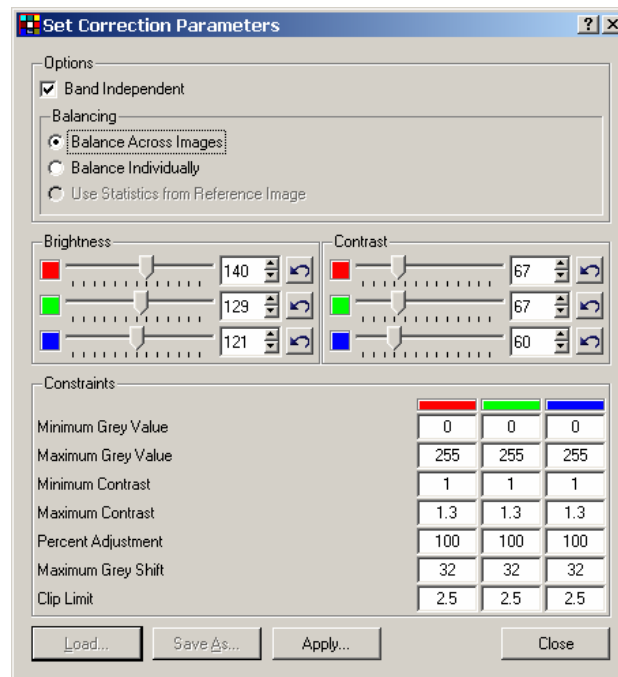 Set Correction Parameters
Options
Band Independent
Balancing
Balance Across Images
Balance Individually
Use Statistics from Reference Image
Brightness
140
129
121
Contrast
67
67
60
Constraints
Minimum Grey Value 0 0 0
Maximum Grey Value 255 255 255
Minimum Contrast 1 1 1
Maximum Contrast 1.3 1.3 1.3
Percent Adjustment 100 100 100
Maximum Grey Shift 32 32 32
Clip Limit 2.5 2.5 2.5
Load... Save As... Apply... Close